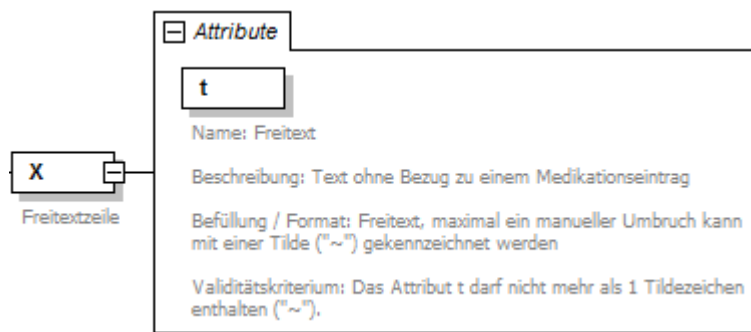 Attribute
t
Name: Freitext
Beschreibung: Text ohne Bezug zu einem Medikationseintrag
Befüllung / Format: Freitext, maximal ein manueller Umbruch kann
mit einer Tilde ("~") gekennzeichnet werden
Validitätskriterium: Das Attribut t darf nicht mehr als 1 Tildezeichen
enthalten ("~").
X
Freitextzeile